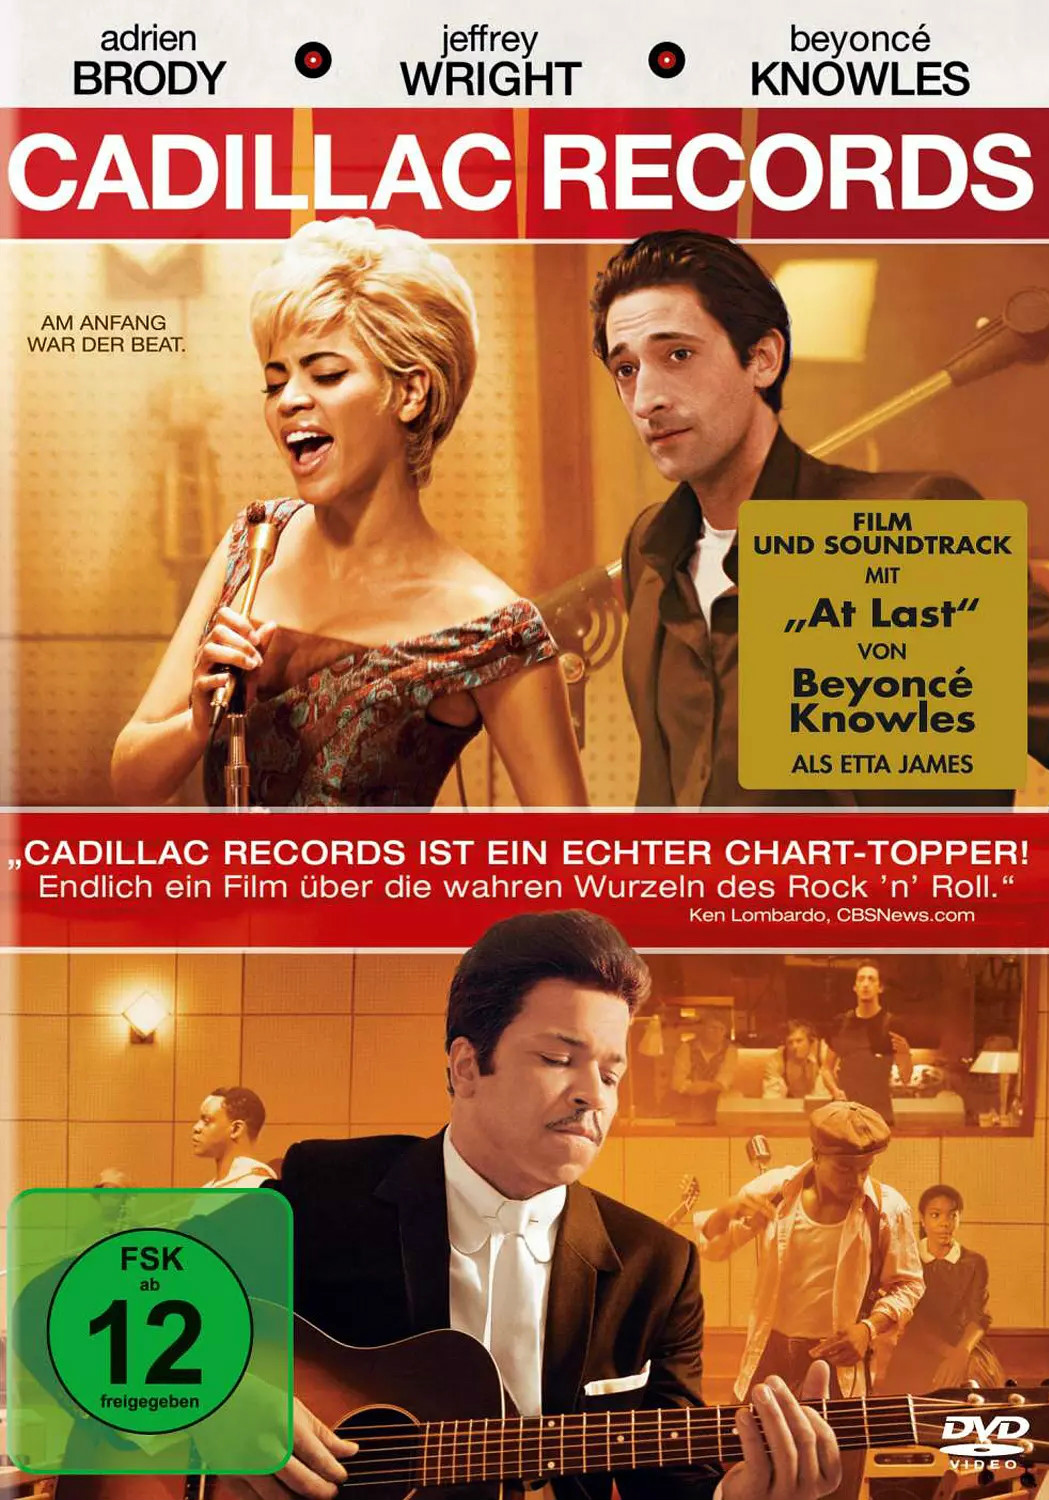 adrien
BRODY
jeffrey
WRIGHT
beyoncé
KNOWLES
CADILLAC RECORDS
AM ANFANG
WAR DER BEAT.
FILM
UND SOUNDTRACK
MIT
„At Last“
VON
Beyoncé
Knowles
ALS ETTA JAMES
„CADILLAC RECORDS IST EIN ECHTER CHART-TOPPER!
Endlich ein Film über die wahren Wurzeln des Rock ’n’ Roll.“
Ken Lombardo, CBSNews.com
FSK
ab
12
freigegeben
DVD
VIDEO